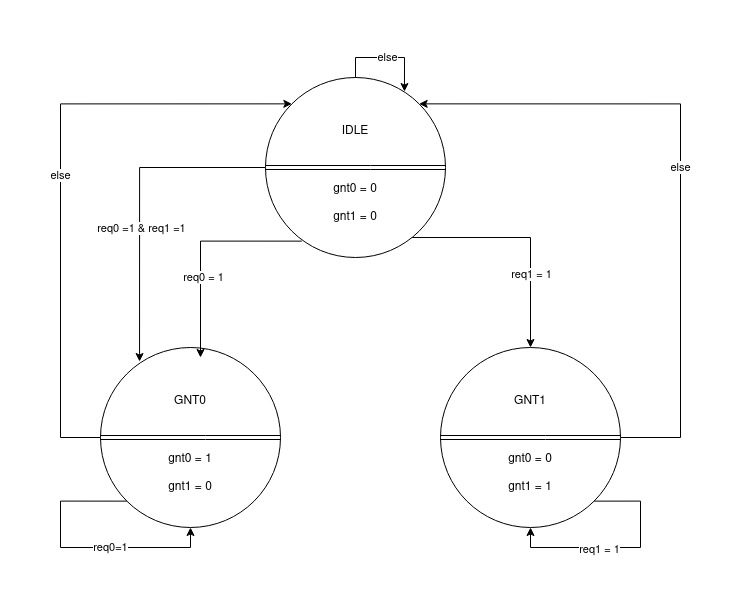 else
IDLE
gnt0 = 0
gnt1 = 0
else
else
req0 =1 & req1 =1
req0 = 1
req1 = 1
GNT0
gnt0 = 1
gnt1 = 0
GNT1
gnt0 = 0
gnt1 = 1
req0=1
req1 = 1